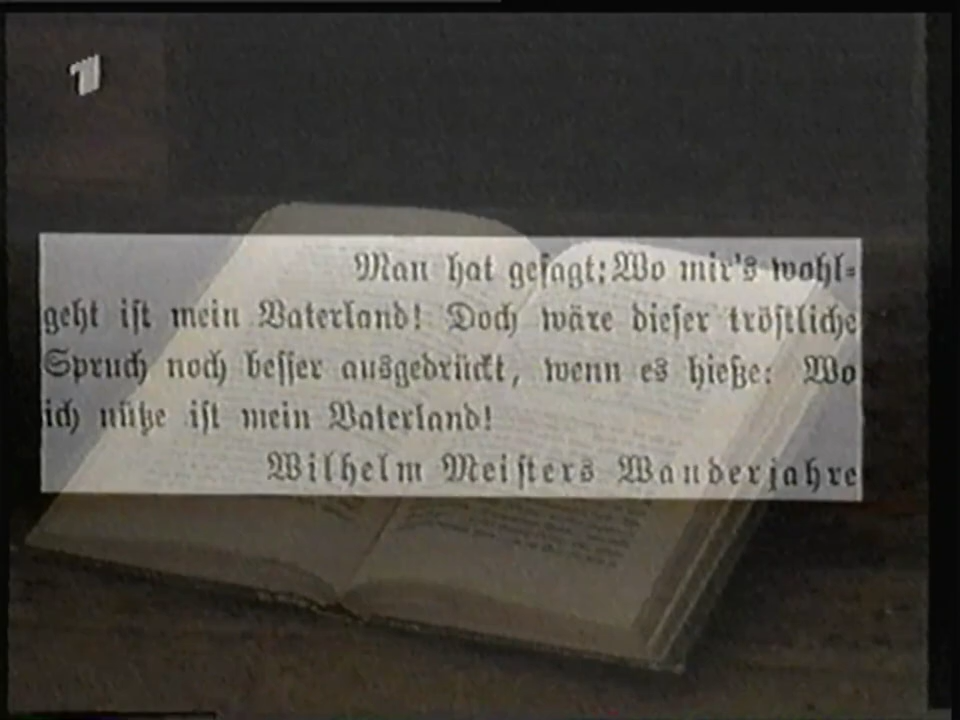 Man hat gesagt: Wo mir's wohl=
geht ist mein Vaterland! Doch wäre dieser tröstliche
Spruch noch besser ausgedrückt, wenn es hieße: Wo
ich nütze ist mein Vaterland!
Wilhelm Meisters Wanderjahre